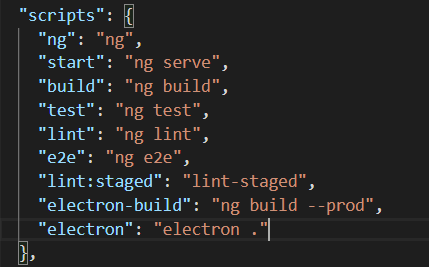 "scripts": {
"ng": "ng",
"start": "ng serve",
"build": "ng build",
"test": "ng test",
"lint": "ng lint",
"e2e": "ng e2e",
"lint:staged": "lint-staged",
"electron-build": "ng build --prod",
"electron": "electron ."
},